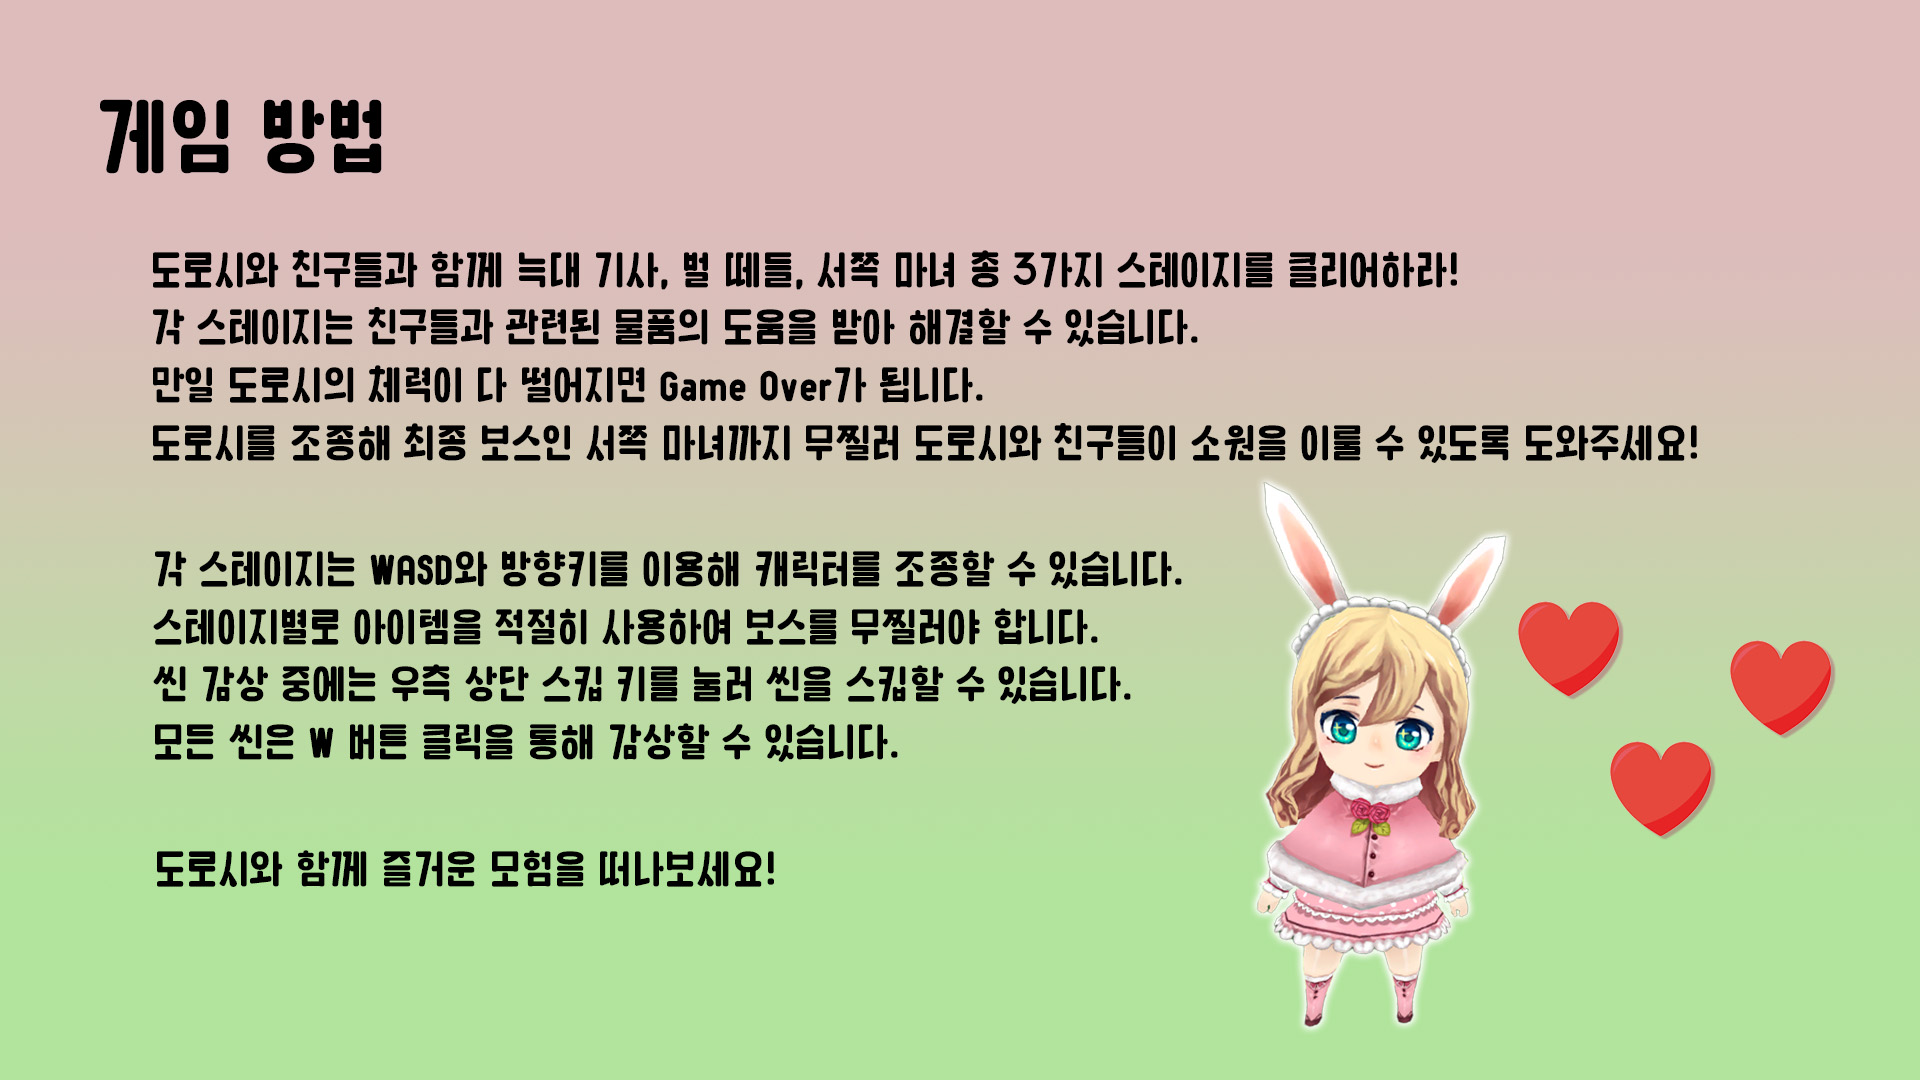 게임 방법
도로시와 친구들과 함께 늑대 기사, 벌 떼들, 서쪽 마녀 총 3가지 스테이지를 클리어하라!
각 스테이지는 친구들과 관련된 물품의 도움을 받아 해결할 수 있습니다.
만일 도로시의 체력이 다 떨어지면 Game Over가 됩니다.
도로시를 조종해 최종 보스인 서쪽 마녀까지 무찔러 도로시와 친구들이 소원을 이룰 수 있도록 도와주세요!
각 스테이지는 WASD와 방향키를 이용해 캐릭터를 조종할 수 있습니다.
스테이지별로 아이템을 적절히 사용하여 보스를 무찔러야 합니다.
씬 감상 중에는 우측 상단 스킵 키를 눌러 씬을 스킵할 수 있습니다.
모든 씬은 W 버튼 클릭을 통해 감상할 수 있습니다.
도로시와 함께 즐거운 모험을 떠나보세요!